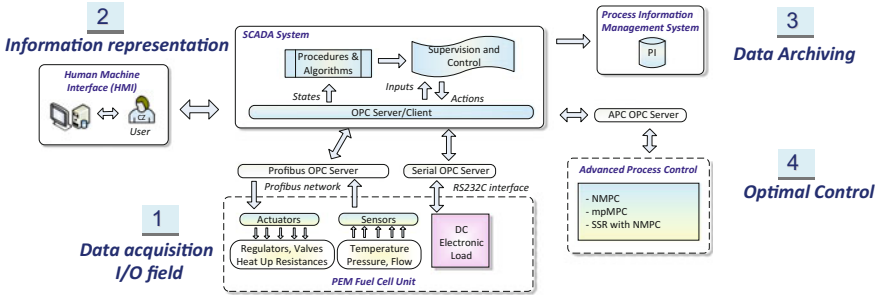 2
Information representation
SCADA System
Process Information
Management System
PI
3
Data Archiving
Procedures &
Algorithms
Supervision and
Control
States
Inputs
Actions
OPC Server/Client
Human Machine
Interface (HMI)
CZ
User
APC OPC Server
Profibus OPC Server
Serial OPC Server
Profibus network
RS232C interface
Advanced Process Control
- NMPC
- mpMPC
- SSR with NMPC
4
Optimal Control
1
Data acquisition
I/O field
Actuators
Sensors
Regulators, Valves
Heat Up Resistances
Temperature
Pressure, Flow
DC
Electronic
Load
PEM Fuel Cell Unit